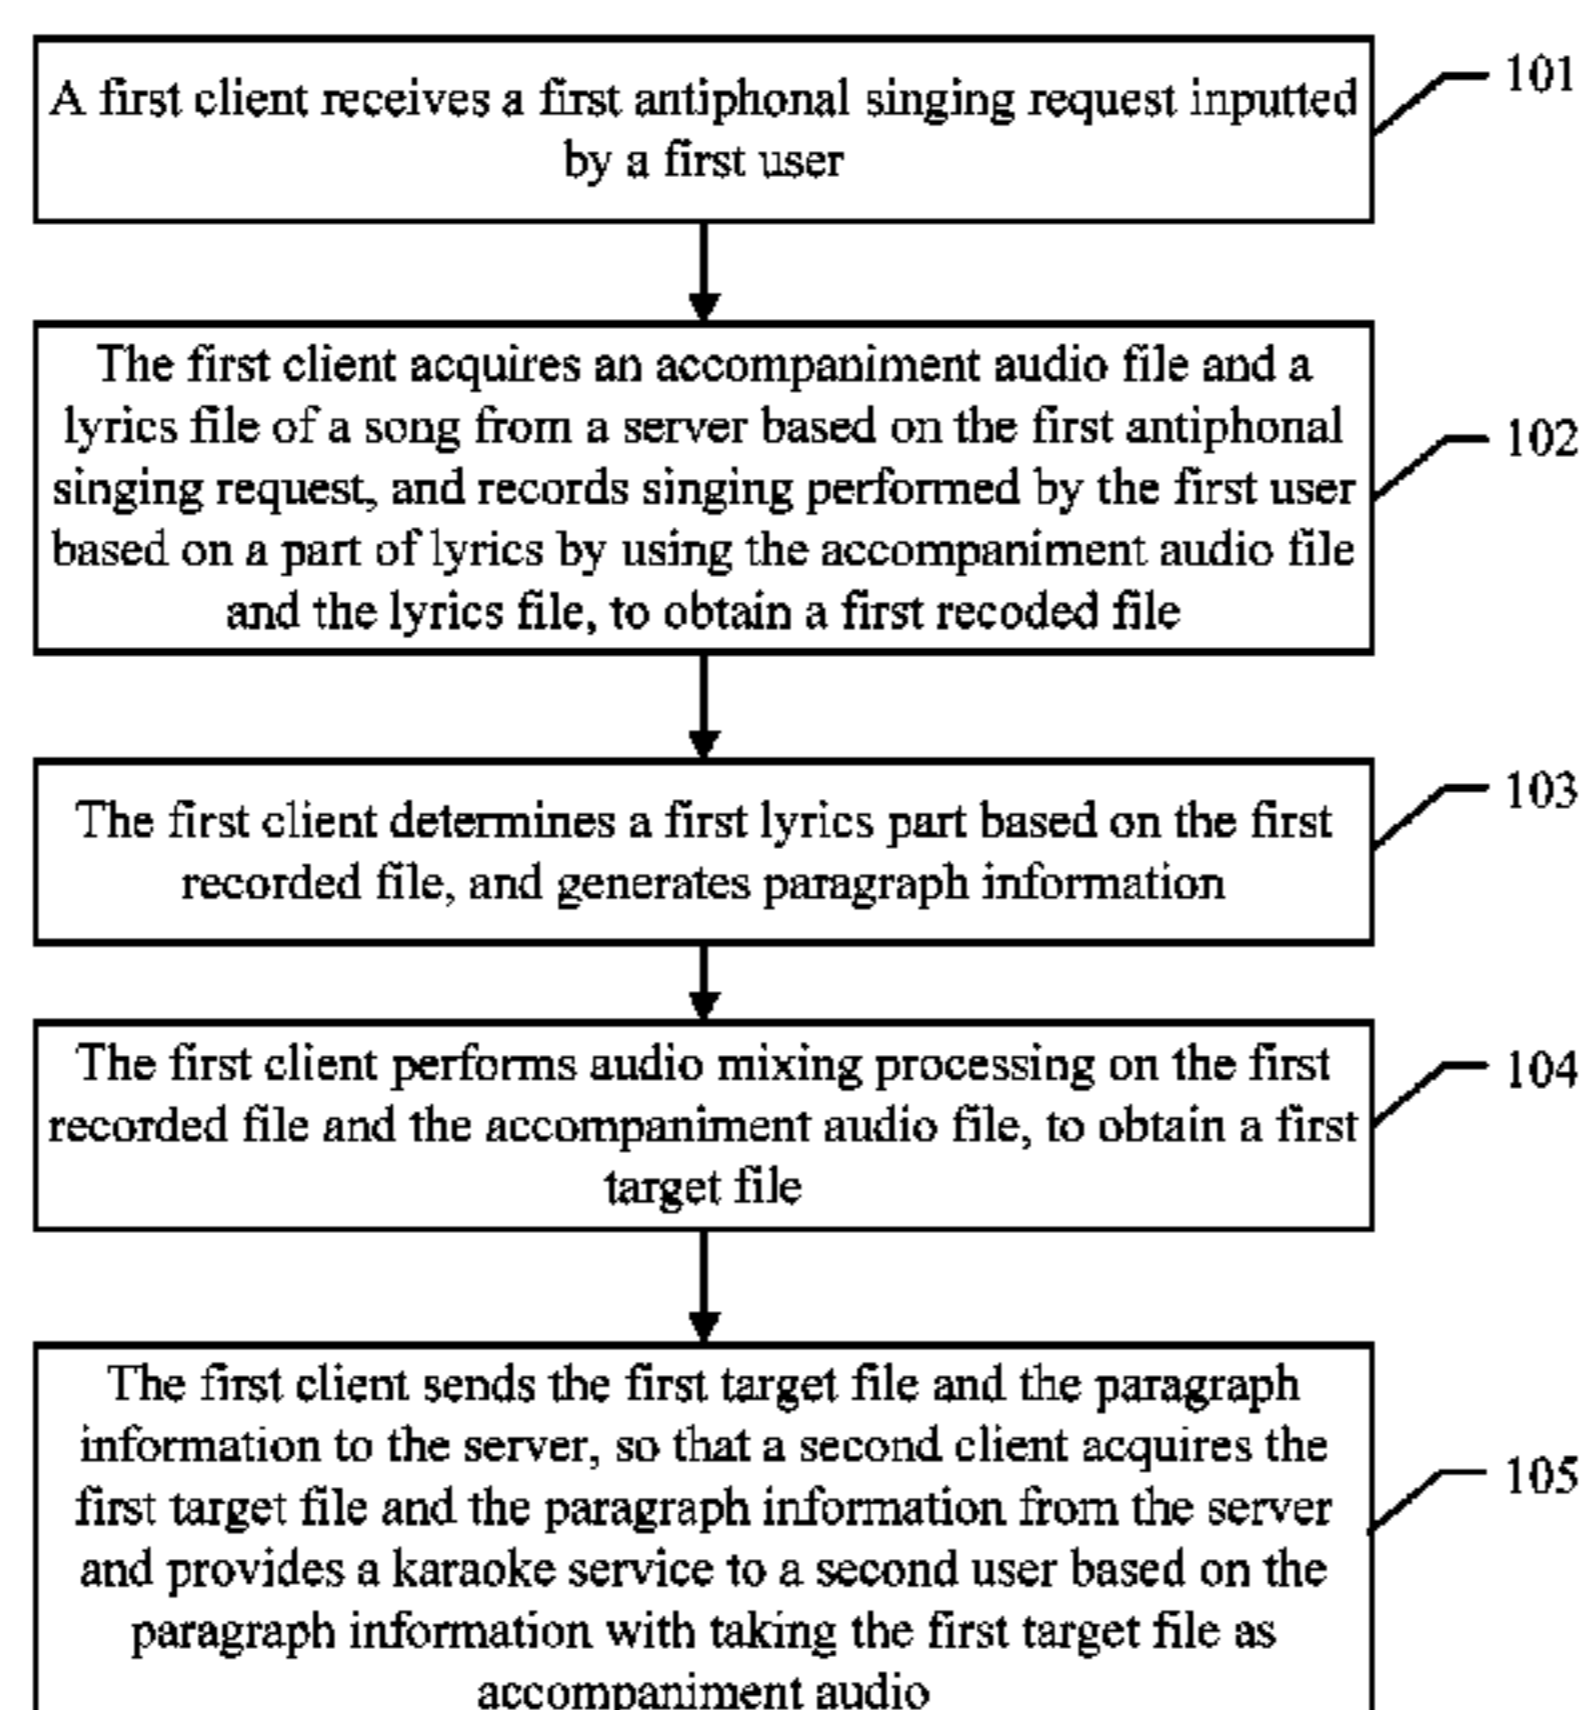 A first client receives a first antiphonal singing request inputted
by a first user
101
The first client acquires an accompaniment audio file and a
lyrics file of a song from a server based on the first antiphonal
singing request, and records singing performed by the first user
based on a part of lyrics by using the accompaniment audio file
and the lyrics file, to obtain a first recoded file
102
The first client determines a first lyrics part based on the first
recorded file, and generates paragraph information
103
The first client performs audio mixing processing on the first
recorded file and the accompaniment audio file, to obtain a first
target file
104
The first client sends the first target file and the paragraph
information to the server, so that a second client acquires the
first target file and the paragraph information from the server
and provides a karaoke service to a second user based on the
paragraph information with taking the first target file as
accompaniment audio
105